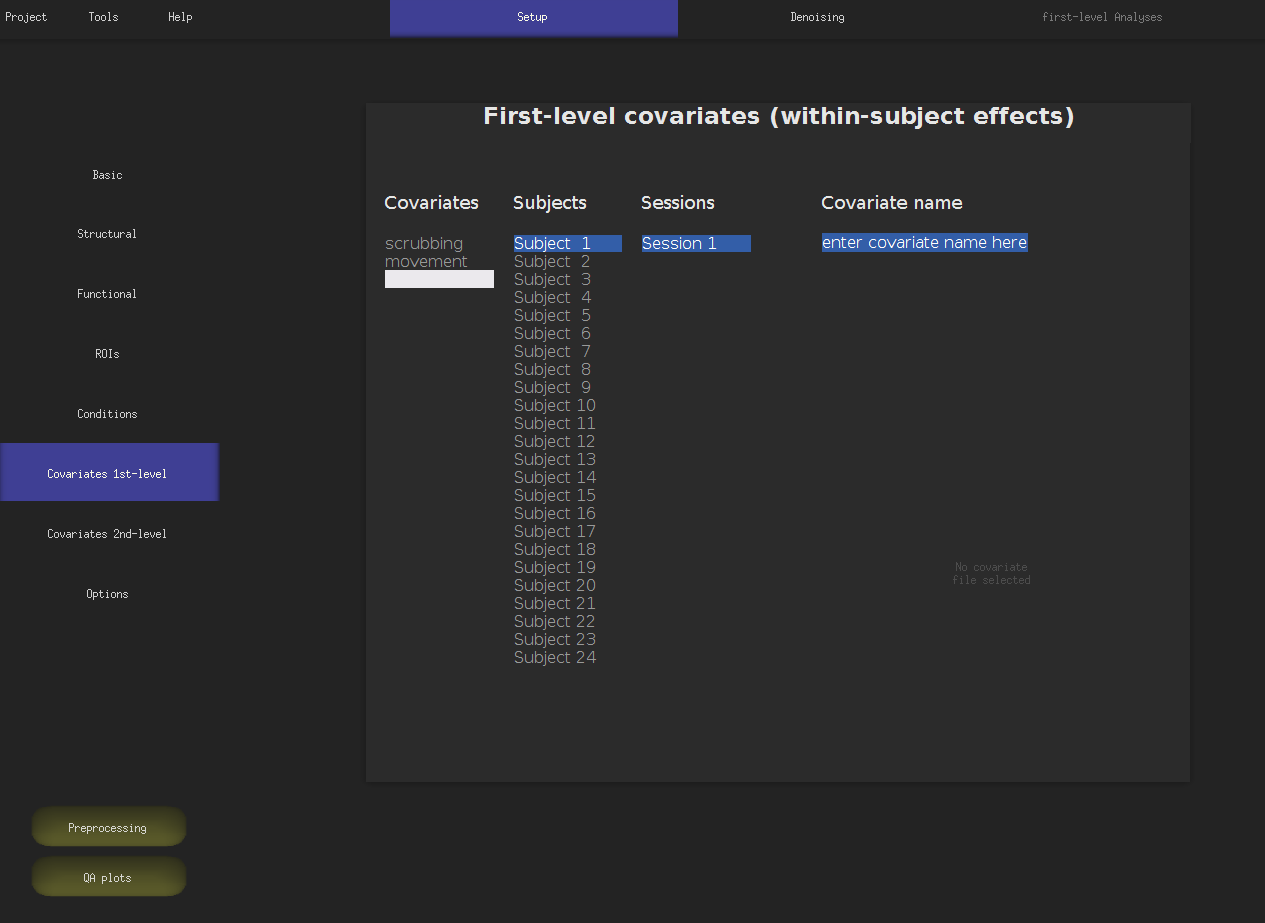 Project Tools Help Setup Denoising first-level Analyses
First-level covariates (within-subject effects)
Basic
Structural
Functional
ROIs
Conditions
Covariates 1st-level
Covariates 2nd-level
Options
Preprocessing
QA plots
Covariates
scrubbing
movement
Subjects
Subject 1
Subject 2
Subject 3
Subject 4
Subject 5
Subject 6
Subject 7
Subject 8
Subject 9
Subject 10
Subject 11
Subject 12
Subject 13
Subject 14
Subject 15
Subject 16
Subject 17
Subject 18
Subject 19
Subject 20
Subject 21
Subject 22
Subject 23
Subject 24
Sessions
Session 1
Covariate name
enter covariate name here
No covariate
file selected